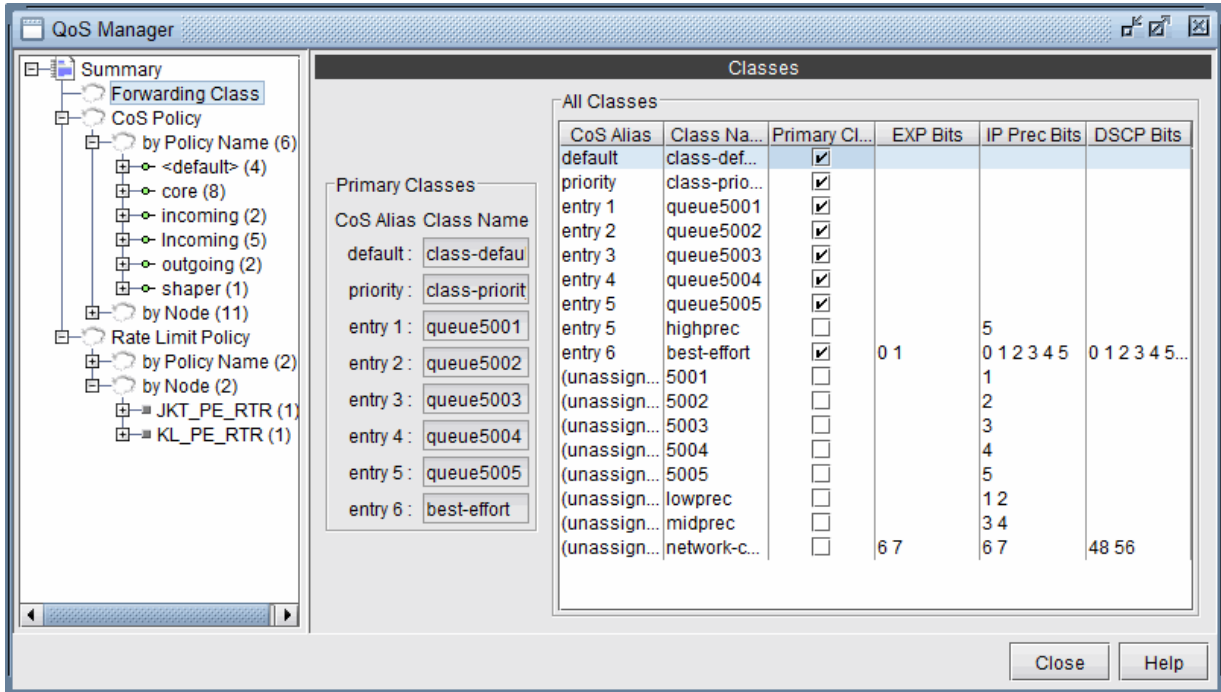 QoS Manager
Summary
Forwarding Class
CoS Policy
by Policy Name (6)
<default> (4)
core (8)
incoming (2)
Incoming (5)
outgoing (2)
shaper (1)
by Node (11)
Rate Limit Policy
by Policy Name (2)
by Node (2)
JKT_PE_RTR (1)
KL_PE_RTR (1)
Classes
Primary Classes
CoS Alias Class Name
default : class-defaul
priority : class-priorit
entry 1 : queue5001
entry 2 : queue5002
entry 3 : queue5003
entry 4 : queue5004
entry 5 : queue5005
entry 6 : best-effort
All Classes
CoS Alias Class Na... Primary Cl... EXP Bits IP Prec Bits DSCP Bits
default class-def...
priority class-prio...
entry 1 queue5001
entry 2 queue5002
entry 3 queue5003
entry 4 queue5004
entry 5 queue5005
entry 5 highprec 5
entry 6 best-effort 0 1 0 1 2 3 4 5 0 1 2 3 4 5...
(unassign... 5001 1
(unassign... 5002 2
(unassign... 5003 3
(unassign... 5004 4
(unassign... 5005 5
(unassign... lowprec 1 2
(unassign... midprec 3 4
(unassign... network-c... 6 7 6 7 48 56
Close Help